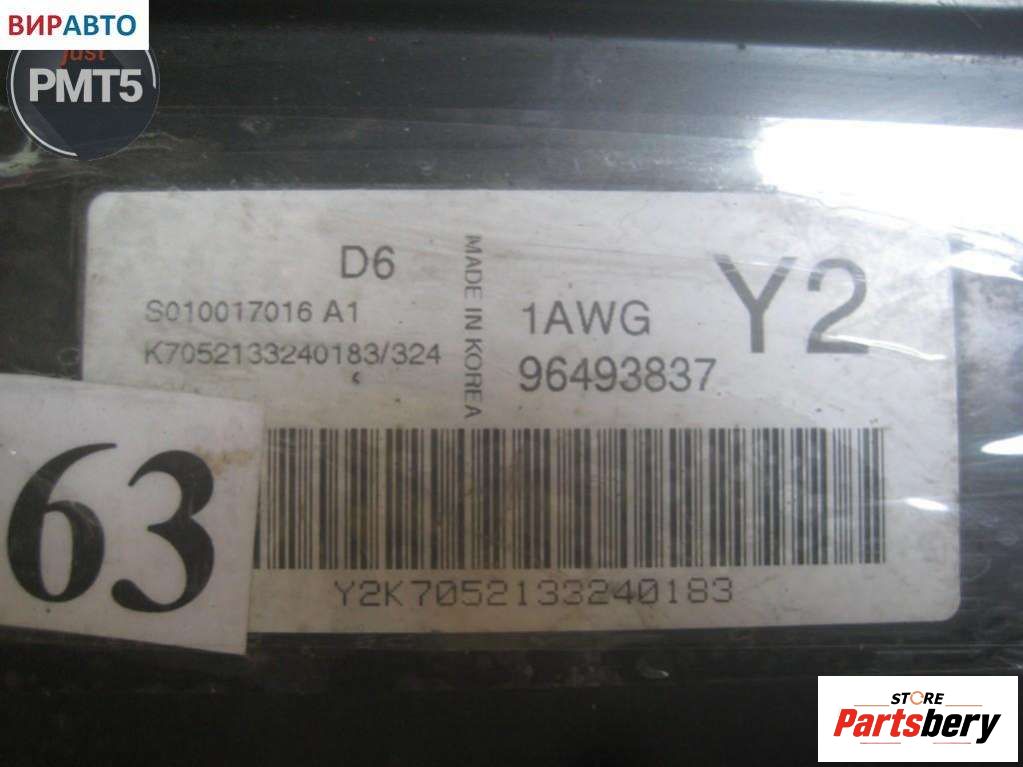 ВИРАВТО
just
PMT5
D6
S010017016 A1
K7052133240183/324
MADE IN KOREA
1AWG
96493837
Y2
63
Y2K7052133240183
STORE
Partsbery